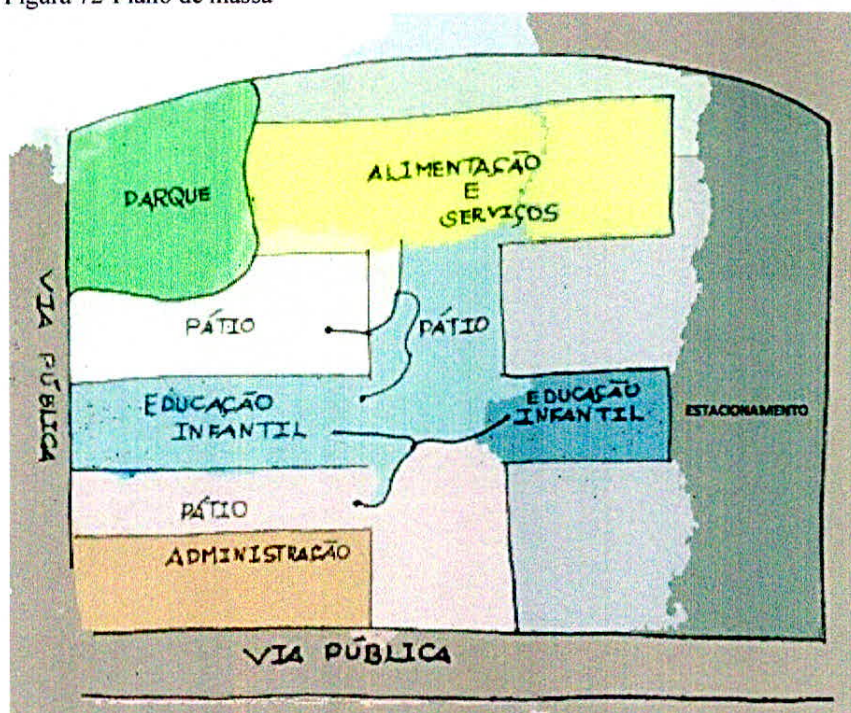 Figura 72 Plano de massa
PARQUE
ALIMENTAÇÃO
E
SERVIÇOS
VIA PÚBLICA
PÁTIO
PÁTIO
EDUCAÇÃO
INFANTIL
EDUCAÇÃO
INFANTIL
ESTACIONAMENTO
PÁTIO
ADMINISTRAÇÃO
VIA PÚBLICA